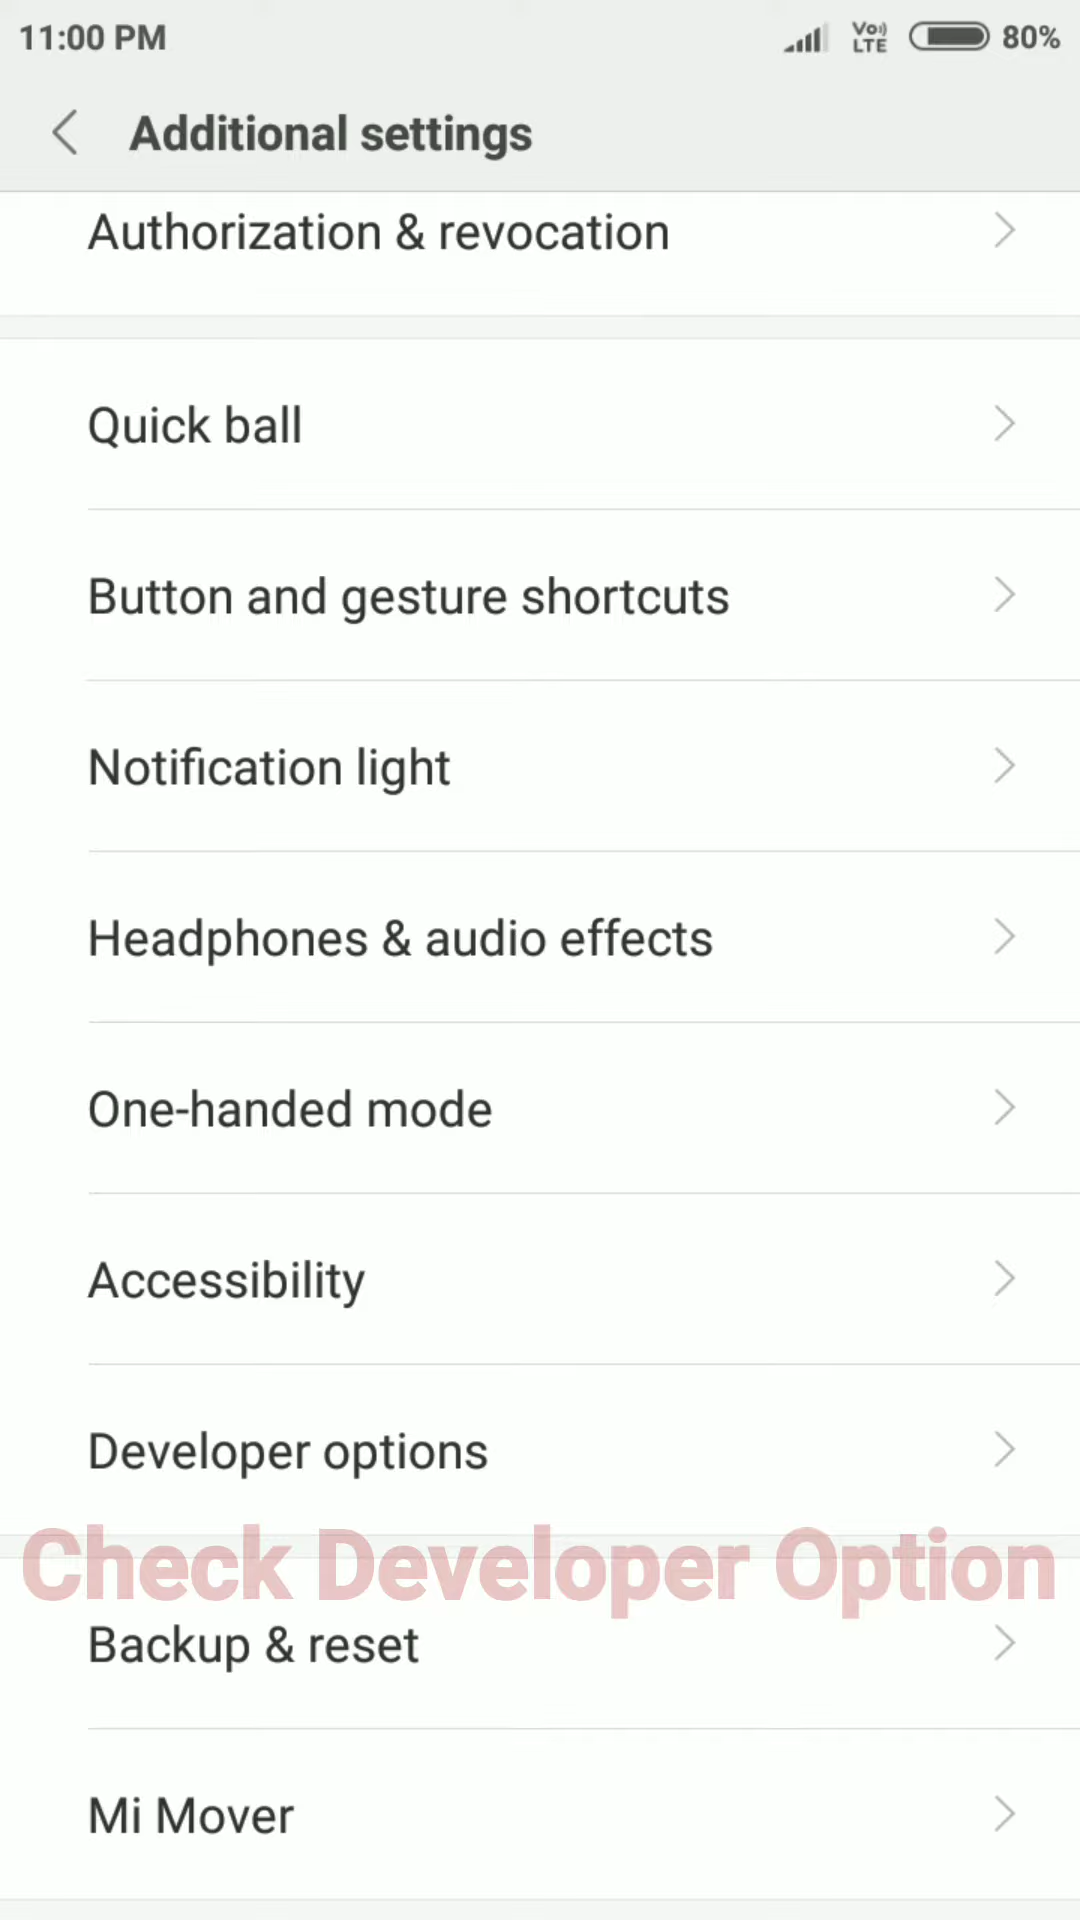 11:00 PM
Vo)) LTE 80%
Additional settings
Authorization & revocation
Quick ball
Button and gesture shortcuts
Notification light
Headphones & audio effects
One-handed mode
Accessibility
Developer options
Check Developer Option
Backup & reset
Mi Mover